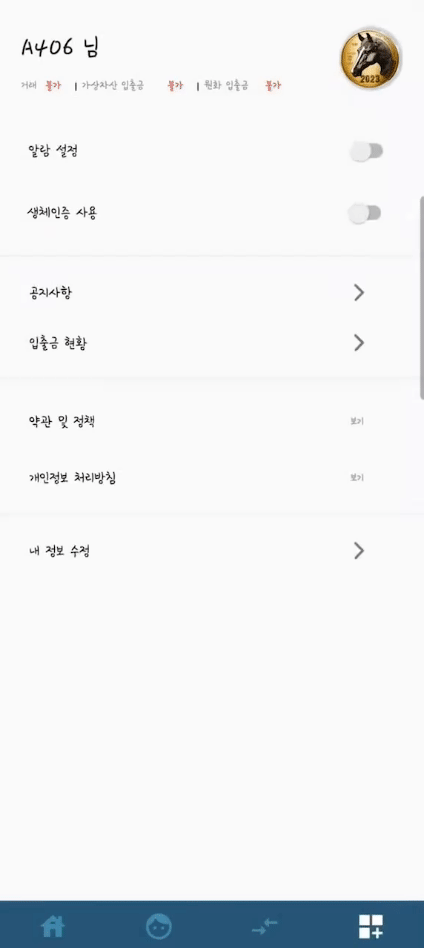 A406 님
거래 불가 | 가상자산 입출금 불가 | 원화 입출금 불가
2023
알람 설정
생체인증 사용
공지사항
입출금 현황
약관 및 정책 보기
개인정보 처리방침 보기
내 정보 수정